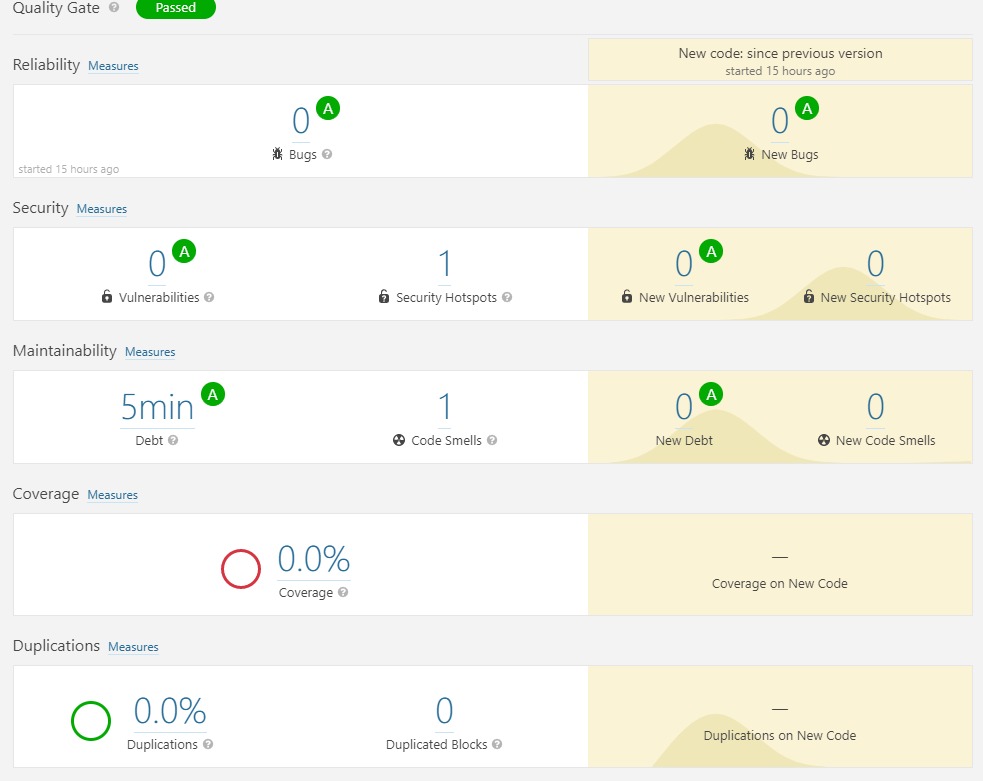 Quality Gate ? Passed
New code: since previous version
Reliability Measures
started 15 hours ago
0 A
Bugs ?
started 15 hours ago
0 A
New Bugs
Security Measures
0 A
Vulnerabilities ?
1
Security Hotspots ?
0 A
New Vulnerabilities
0
New Security Hotspots
Maintainability Measures
5min A
Debt ?
1
Code Smells ?
0 A
New Debt
0
New Code Smells
Coverage Measures
0.0%
Coverage ?
—
Coverage on New Code
Duplications Measures
0.0%
Duplications ?
0
Duplicated Blocks ?
—
Duplications on New Code